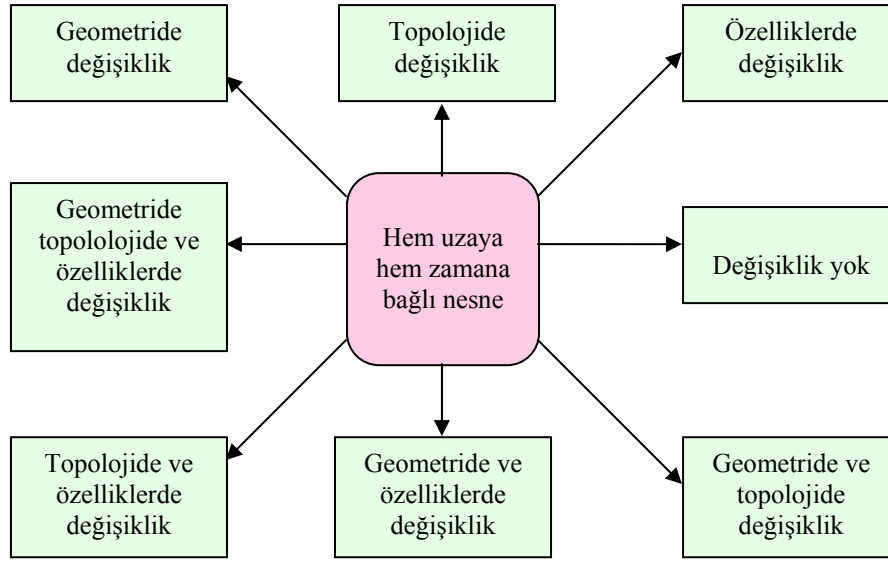 Geometride
değişiklik
Topolojide
değişiklik
Özelliklerde
değişiklik
Geometride
topololojide ve
özelliklerde
değişiklik
Hem uzaya
hem zamana
bağlı nesne
Değişiklik yok
Topolojide ve
özelliklerde
değişiklik
Geometride ve
özelliklerde
değişiklik
Geometride ve
topolojide
değişiklik